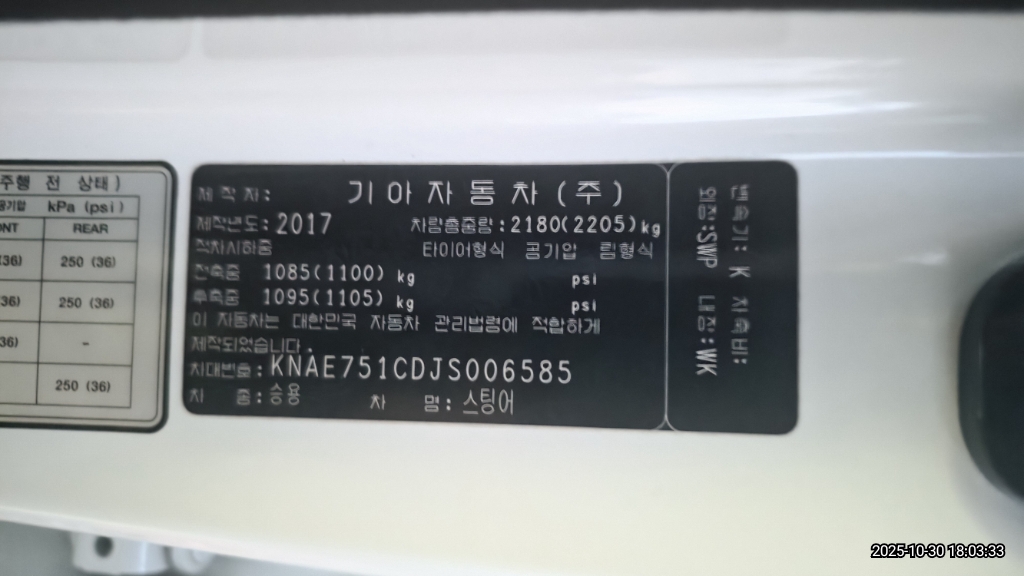 주행 전 상태)
공기압 kPa (psi)
NT REAR
(36) 250 (36)
(36) 250 (36)
(36) -
250 (36)
제 작 자: 기아자동차(주)
제작년도: 2017 차량총중량: 2180(2205)kg
적차시하중 타이어형식 공기압 림형식
전축중 1085(1100) kg psi
후축중 1095(1105) kg psi
이 자동차는 대한민국 자동차 관리법령에 적합하게
제작되었습니다.
차대번호: KNAE751CDJS006585
차 종: 승용 차 명: 스팅어
변속기: K 차축비:
외장:SWP 내장:WK
2025-10-30 18:03:33